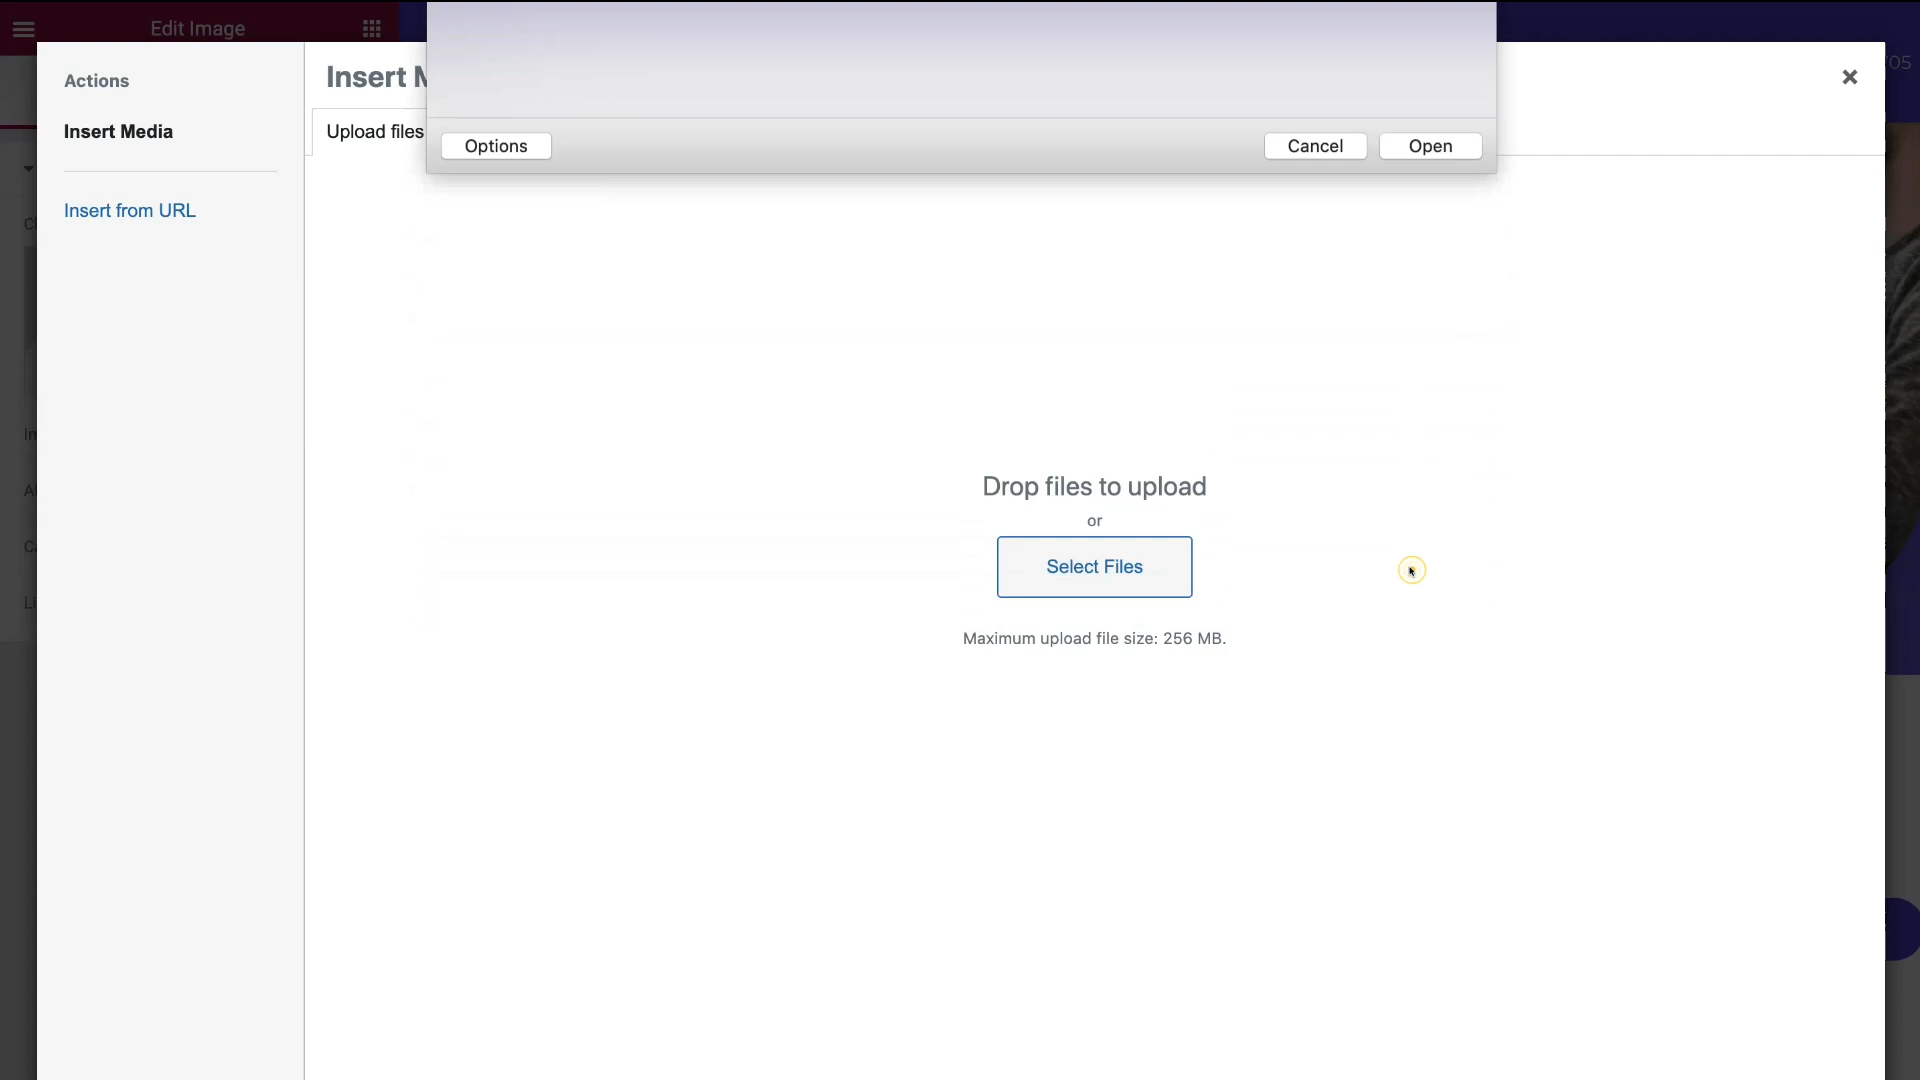 Edit Image
Actions
Insert Media
Insert from URL
Insert
Upload files
Options
Cancel
Open
Drop files to upload
or
Select Files
Maximum upload file size: 256 MB.